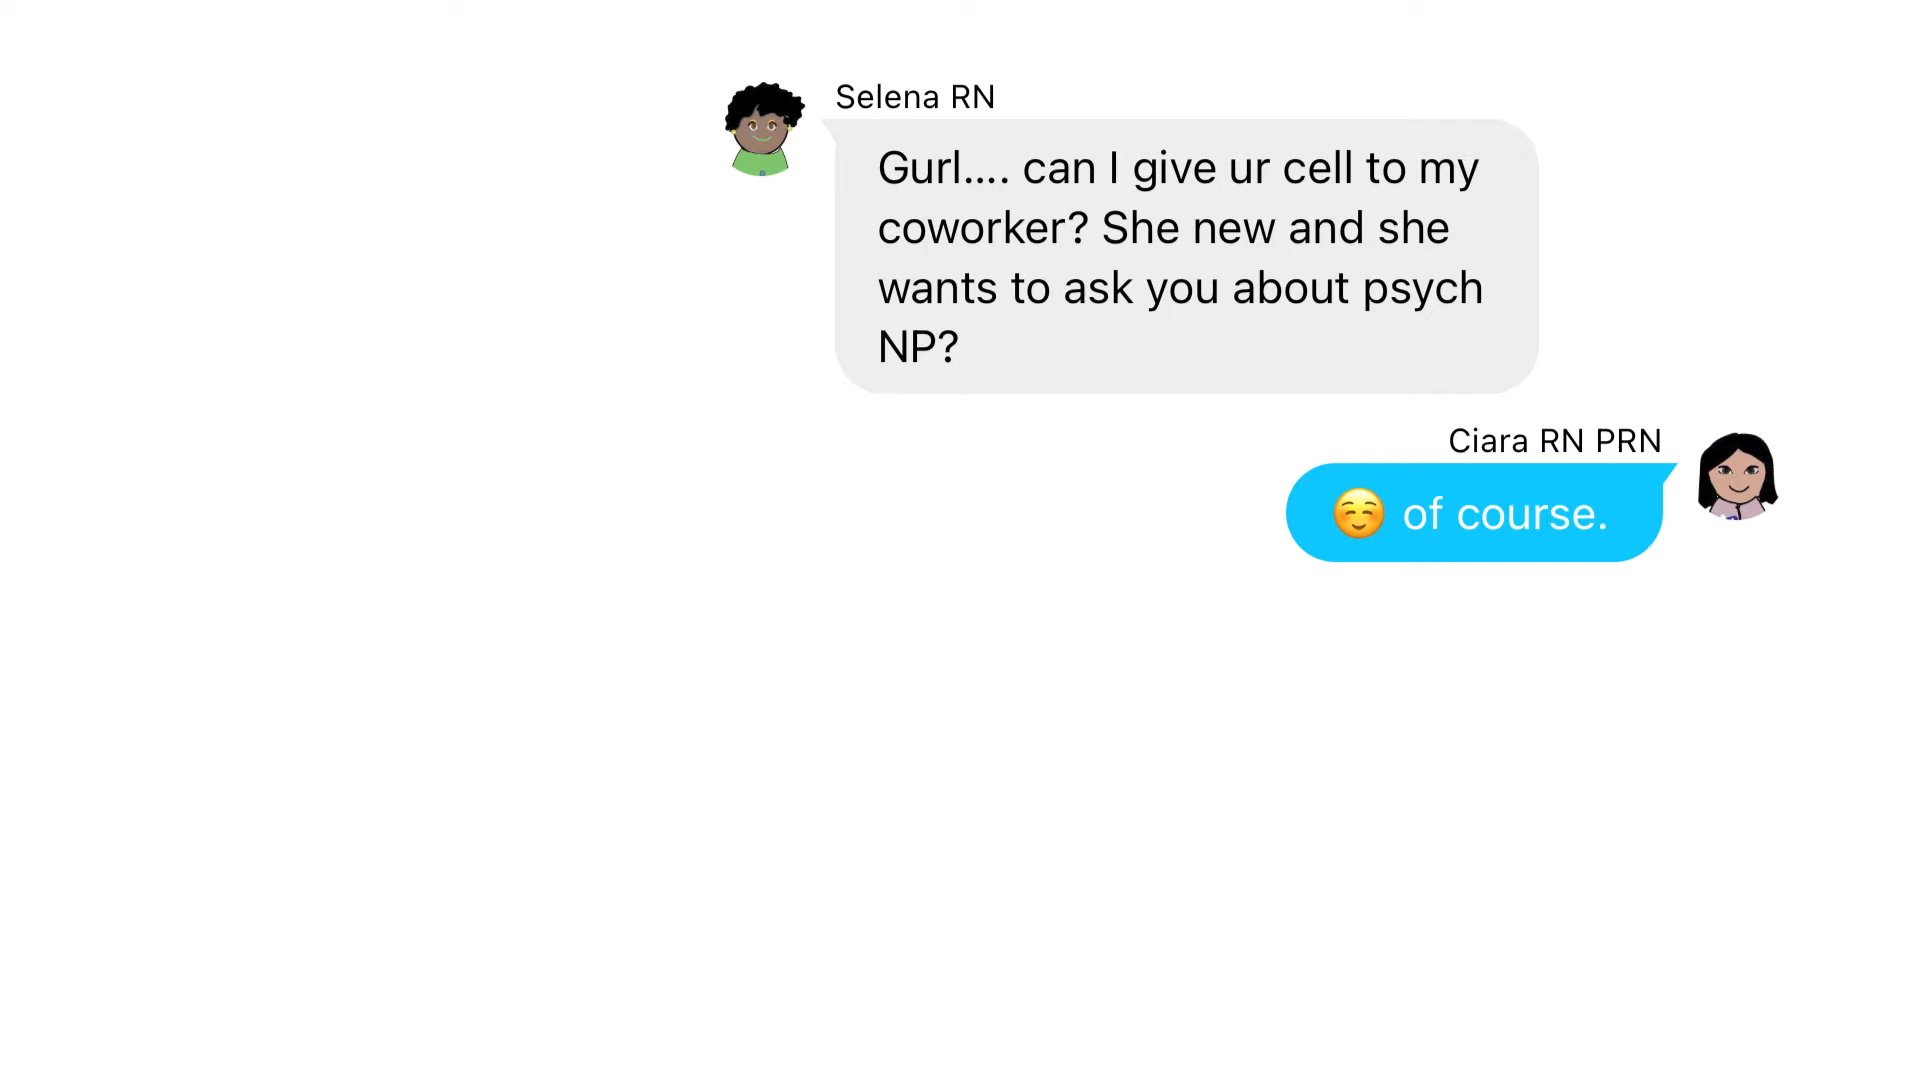 Selena RN
Gurl.... can I give ur cell to my
coworker? She new and she
wants to ask you about psych
NP?
Ciara RN PRN
☺️ of course.